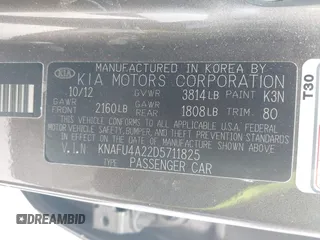 MANUFACTURED IN KOREA BY
KIA KIA MOTORS CORPORATION
10/12 GVWR 3814LB PAINT K3N
GAWR FRONT 2160LB GAWR REAR 1808LB TRIM 80
THIS VEHICLE CONFORMS TO ALL APPLICABLE
FEDERAL MOTOR VEHICLE SAFETY, BUMPER,
AND THEFT PREVENTION STANDARDS IN EFFECT
ON THE DATE OF MANUFACTURE SHOWN ABOVE.
V.I.N KNAFU4A22D5711825
PASSENGER CAR
T30